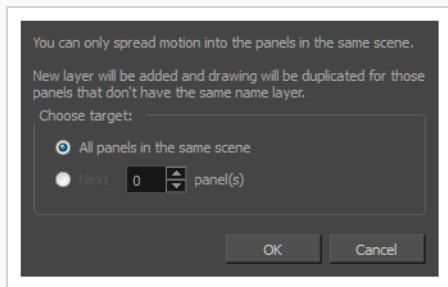 You can only spread motion into the panels in the same scene.
New layer will be added and drawing will be duplicated for those
panels that don't have the same name layer.
Choose target:
All panels in the same scene
Next 0 panel(s)
OK Cancel